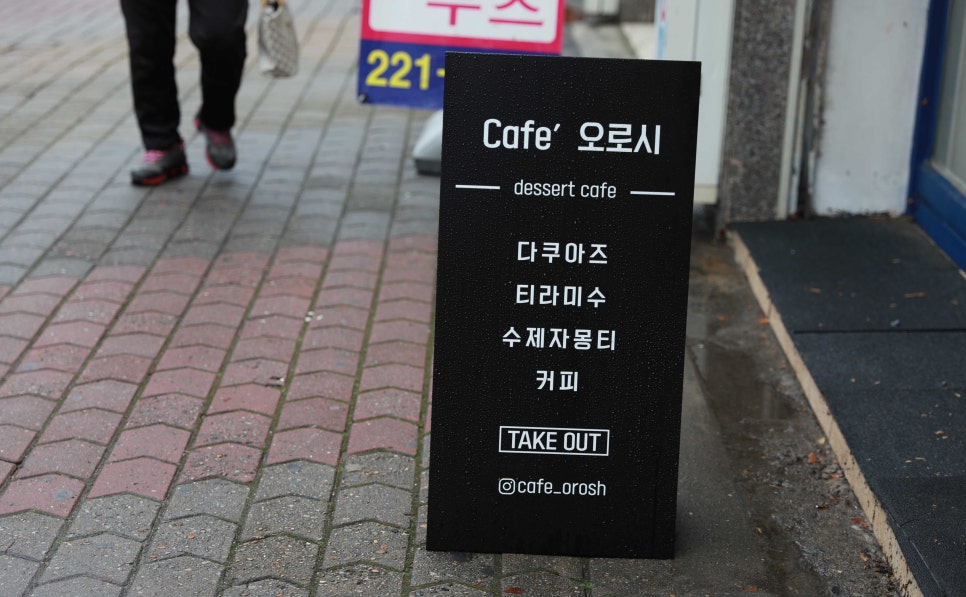 221-
Cafe′ 오로시
dessert cafe
다쿠아즈
티라미수
수제자몽티
커피
TAKE OUT
cafe_orosh